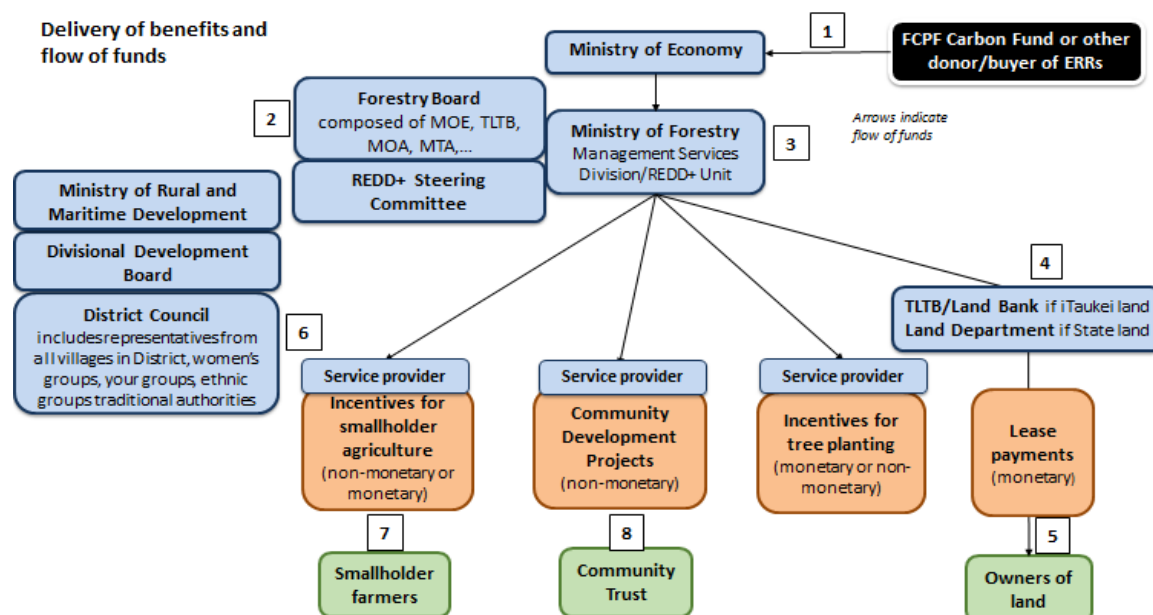 Delivery of benefits and
flow of funds
1
Ministry of Economy
FCPF Carbon Fund or other
donor/buyer of ERRs
2
Forestry Board
composed of MOE, TLTB,
MOA, MTA,...
REDD+ Steering
Committee
Ministry of Forestry
Management Services
Division/REDD+ Unit
3
Arrows indicate
flow of funds
Ministry of Rural and
Maritime Development
Divisional Development
Board
District Council
includes representatives from
all villages in District, women's
groups, your groups, ethnic
groups traditional authorities
6
4
TLTB/Land Bank if iTaukei land
Land Department if State land
Service provider
Incentives for
smallholder
agriculture
(non-monetary or
monetary)
Service provider
Community
Development
Projects
(non-monetary)
Service provider
Incentives for
tree planting
(monetary or non-
monetary)
Lease
payments
(monetary)
7
8
5
Smallholder
farmers
Community
Trust
Owners of
land